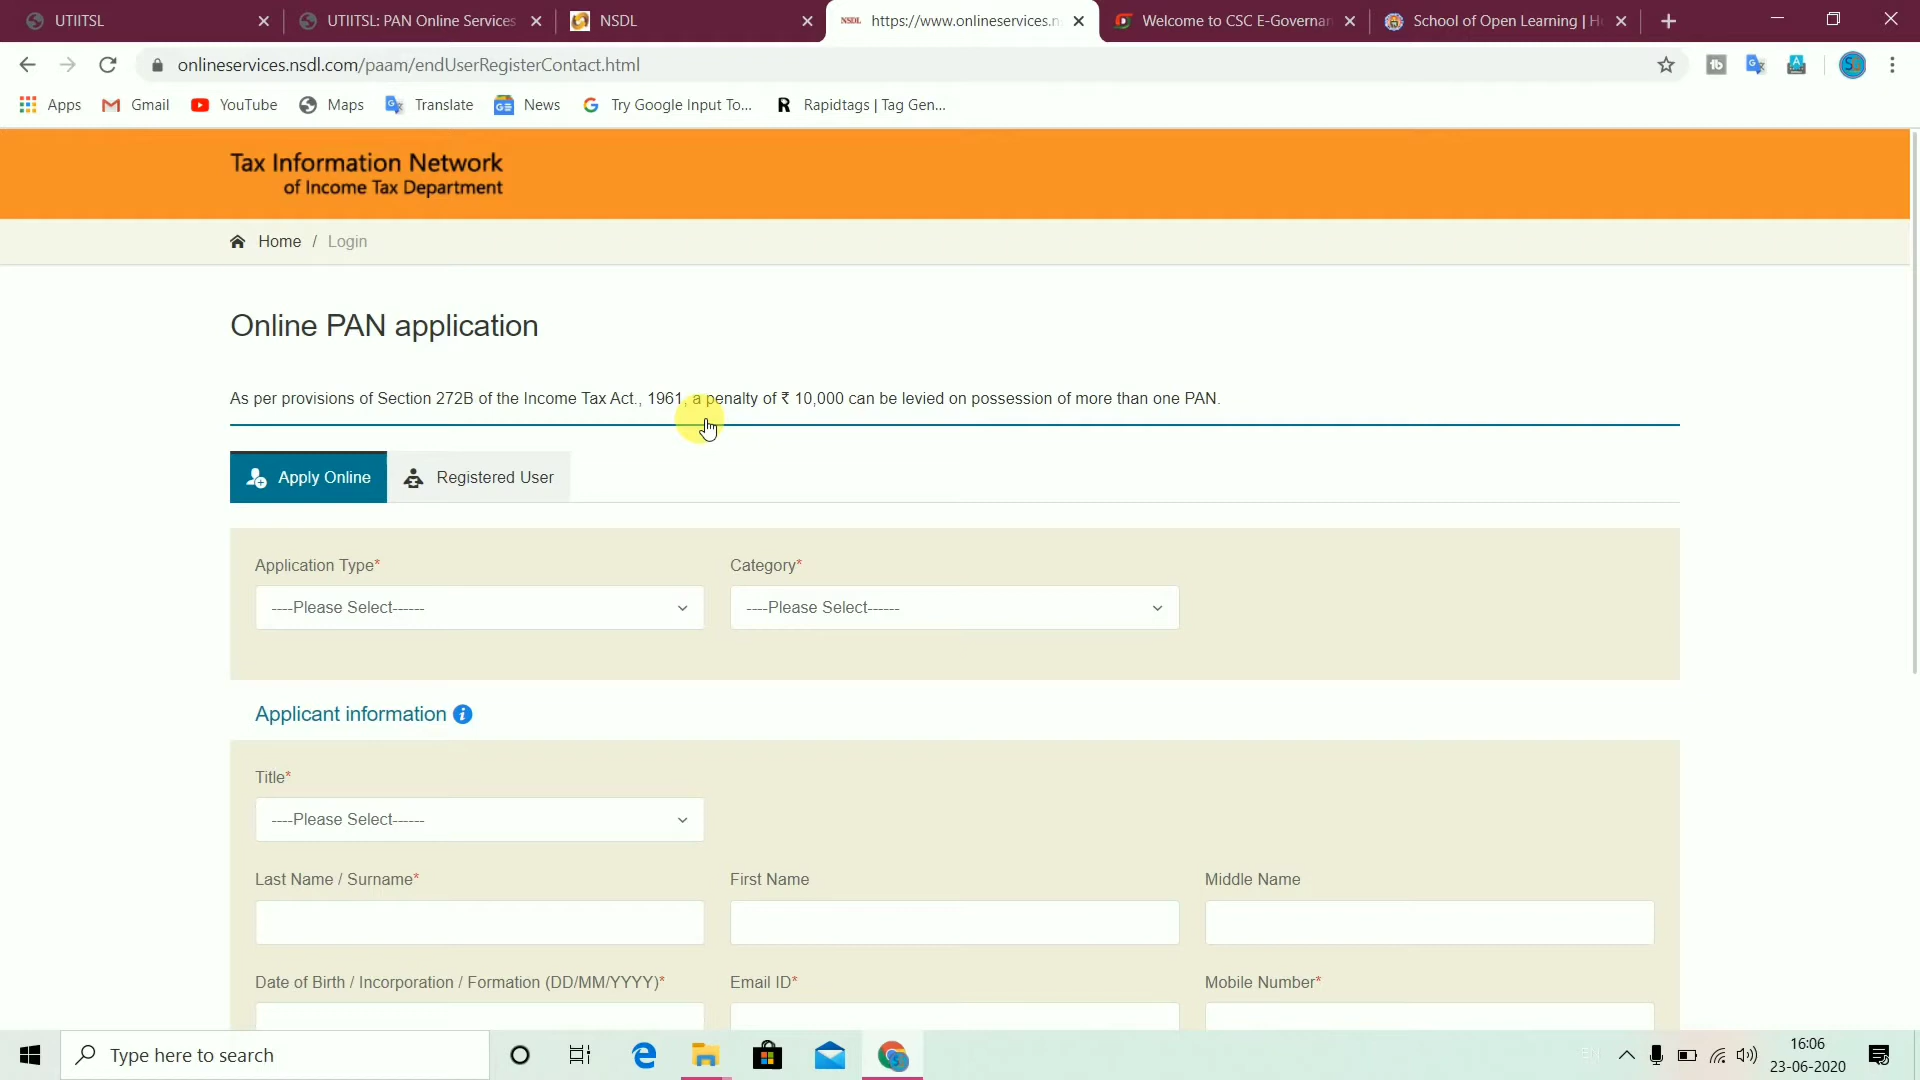 UTIITSL
UTIITSL: PAN Online Services
NSDL
NSDL https://www.onlineservices.n
Welcome to CSC E-Governan
School of Open Learning | Ho
onlineservices.nsdl.com/paam/endUserRegisterContact.html
Apps
Gmail
YouTube
Maps
Translate
News
Try Google Input To...
Rapidtags | Tag Gen...
Tax Information Network
of Income Tax Department
Home / Login
Online PAN application
As per provisions of Section 272B of the Income Tax Act., 1961, a penalty of ₹ 10,000 can be levied on possession of more than one PAN.
Apply Online
Registered User
Application Type*
Category*
----Please Select------
----Please Select------
Applicant information
Title*
----Please Select------
Last Name / Surname*
First Name
Middle Name
Date of Birth / Incorporation / Formation (DD/MM/YYYY)*
Email ID*
Mobile Number*
Type here to search
16:06
23-06-2020